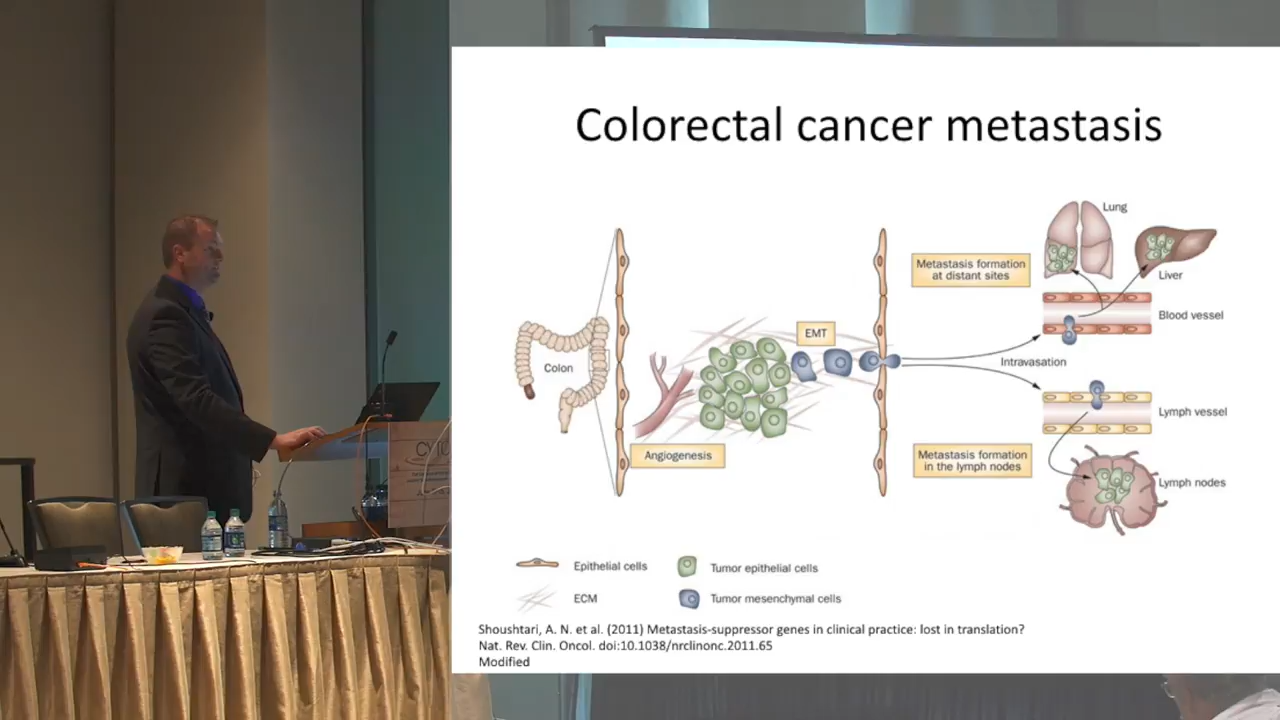 Colorectal cancer metastasis
Lung
Metastasis formation
at distant sites
Liver
Blood vessel
EMT
Intravasation
Colon
Lymph vessel
Angiogenesis
Metastasis formation
in the lymph nodes
Lymph nodes
Epithelial cells
Tumor epithelial cells
ECM
Tumor mesenchymal cells
Shoushtari, A. N. et al. (2011) Metastasis-suppressor genes in clinical practice: lost in translation?
Nat. Rev. Clin. Oncol. doi:10.1038/nrclinonc.2011.65
Modified